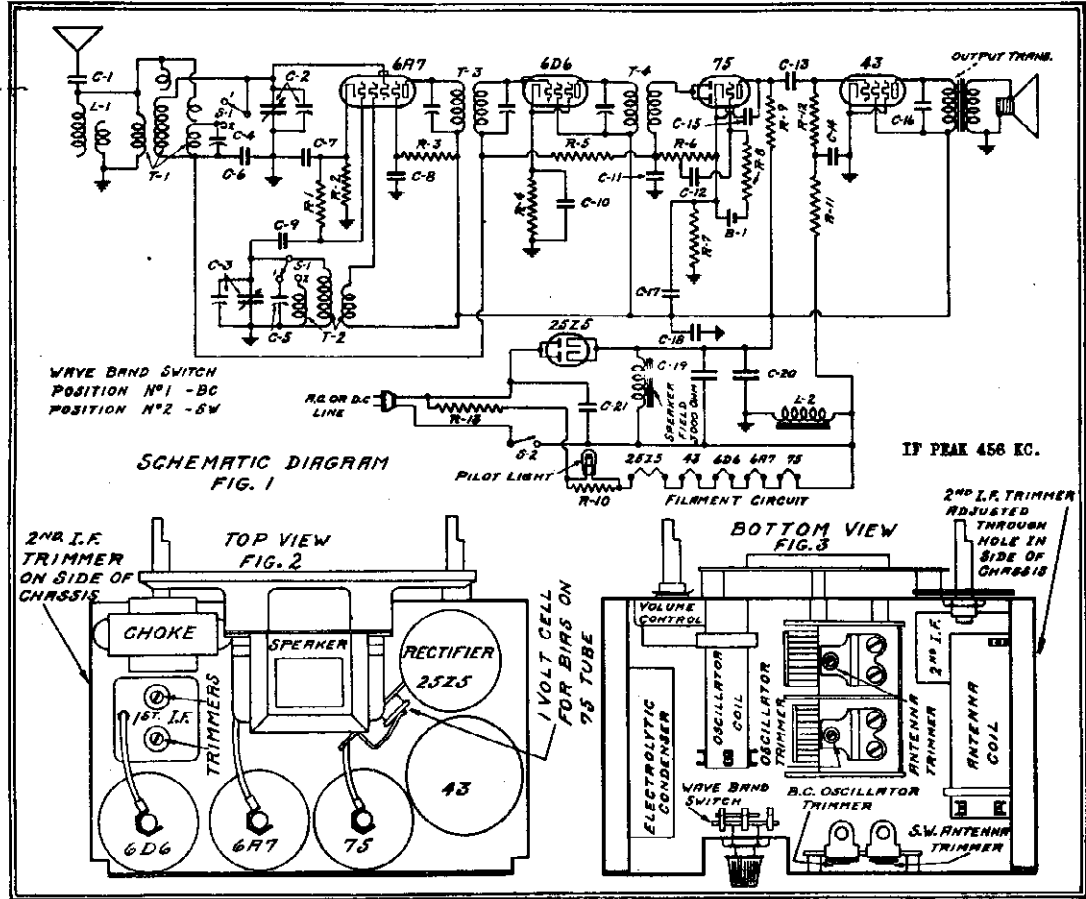 6A7
6D6
75
43
OUTPUT TRANS.
C-1
L-1
T-1
S-1
1
2
C-2
C-4
C-6
C-7
R-1
R-2
C-8
R-3
T-3
R-4
C-10
R-5
T-4
C-11
R-6
C-12
C-15
R-8
B-1
R-7
R-9
C-13
R-12
C-14
R-11
C-16
C-9
C-3
S-1
1
2
C-5
T-2
C-17
C-18
25Z5
C-19
SPEAKER
FIELD
3000 OHM
C-20
L-2
C-21
WAVE BAND SWITCH
POSITION Nº1 -BC
POSITION Nº2 -SW
A.C. OR D.C
LINE
R-13
S-2
PILOT LIGHT
R-10
25Z5
43
6D6
6A7
75
FILAMENT CIRCUIT
IF PEAK 456 KC.
SCHEMATIC DIAGRAM
FIG. 1
2ND. I.F.
TRIMMER
ON SIDE OF
CHASSIS
TOP VIEW
FIG. 2
CHOKE
SPEAKER
RECTIFIER
25Z5
1ST. I.F.
TRIMMERS
43
6D6
6A7
75
1 VOLT CELL
FOR BIAS ON
75 TUBE
BOTTOM VIEW
FIG.3
2ND I.F. TRIMMER
ADJUSTED
THROUGH
HOLE IN
SIDE OF
CHASSIS
VOLUME
CONTROL
ELECTROLYTIC
CONDENSER
OSCILLATOR
COIL
OSCILLATOR
TRIMMER
ANTENNA
TRIMMER
2ND I.F.
ANTENNA
COIL
WAVE BAND
SWITCH
B.C. OSCILLATOR
TRIMMER
S.W. ANTENNA
TRIMMER